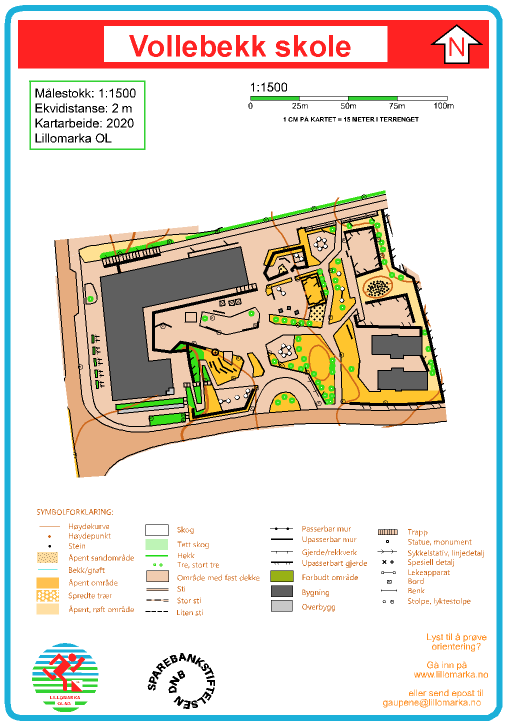 Vollebekk skole
N
Målestokk: 1:1500
Ekvidistanse: 2 m
Kartarbeide: 2020
Lillomarka OL
1:1500
0 25m 50m 75m 100m
1 CM PÅ KARTET = 15 METER I TERRENGET
SYMBOLFORKLARING:
Høydekurve
Høydepunkt
Stein
Åpent sandområde
Bekk/grøft
Åpent område
Spredte trær
Åpent, røft område
Skog
Tett skog
Hekk
Tre, stort tre
Område med fast dekke
Sti
Stor sti
Liten sti
Passerbar mur
Upasserbar mur
Gjerde/rekkverk
Upasserbart gjerde
Forbudt område
Bygning
Overbygg
Trapp
Statue, monument
Sykkelstativ, linjedetalj
Spesiell detalj
Lekeapparat
Bord
Benk
Stolpe, lyktestolpe
LILLOMARKA
OL
SPAREBANKSTIFTELSEN
DNB
Lyst til å prøve
orientering?
Gå inn på
www.lillomarka.no
eller send epost til
gaupene@lillomarka.no